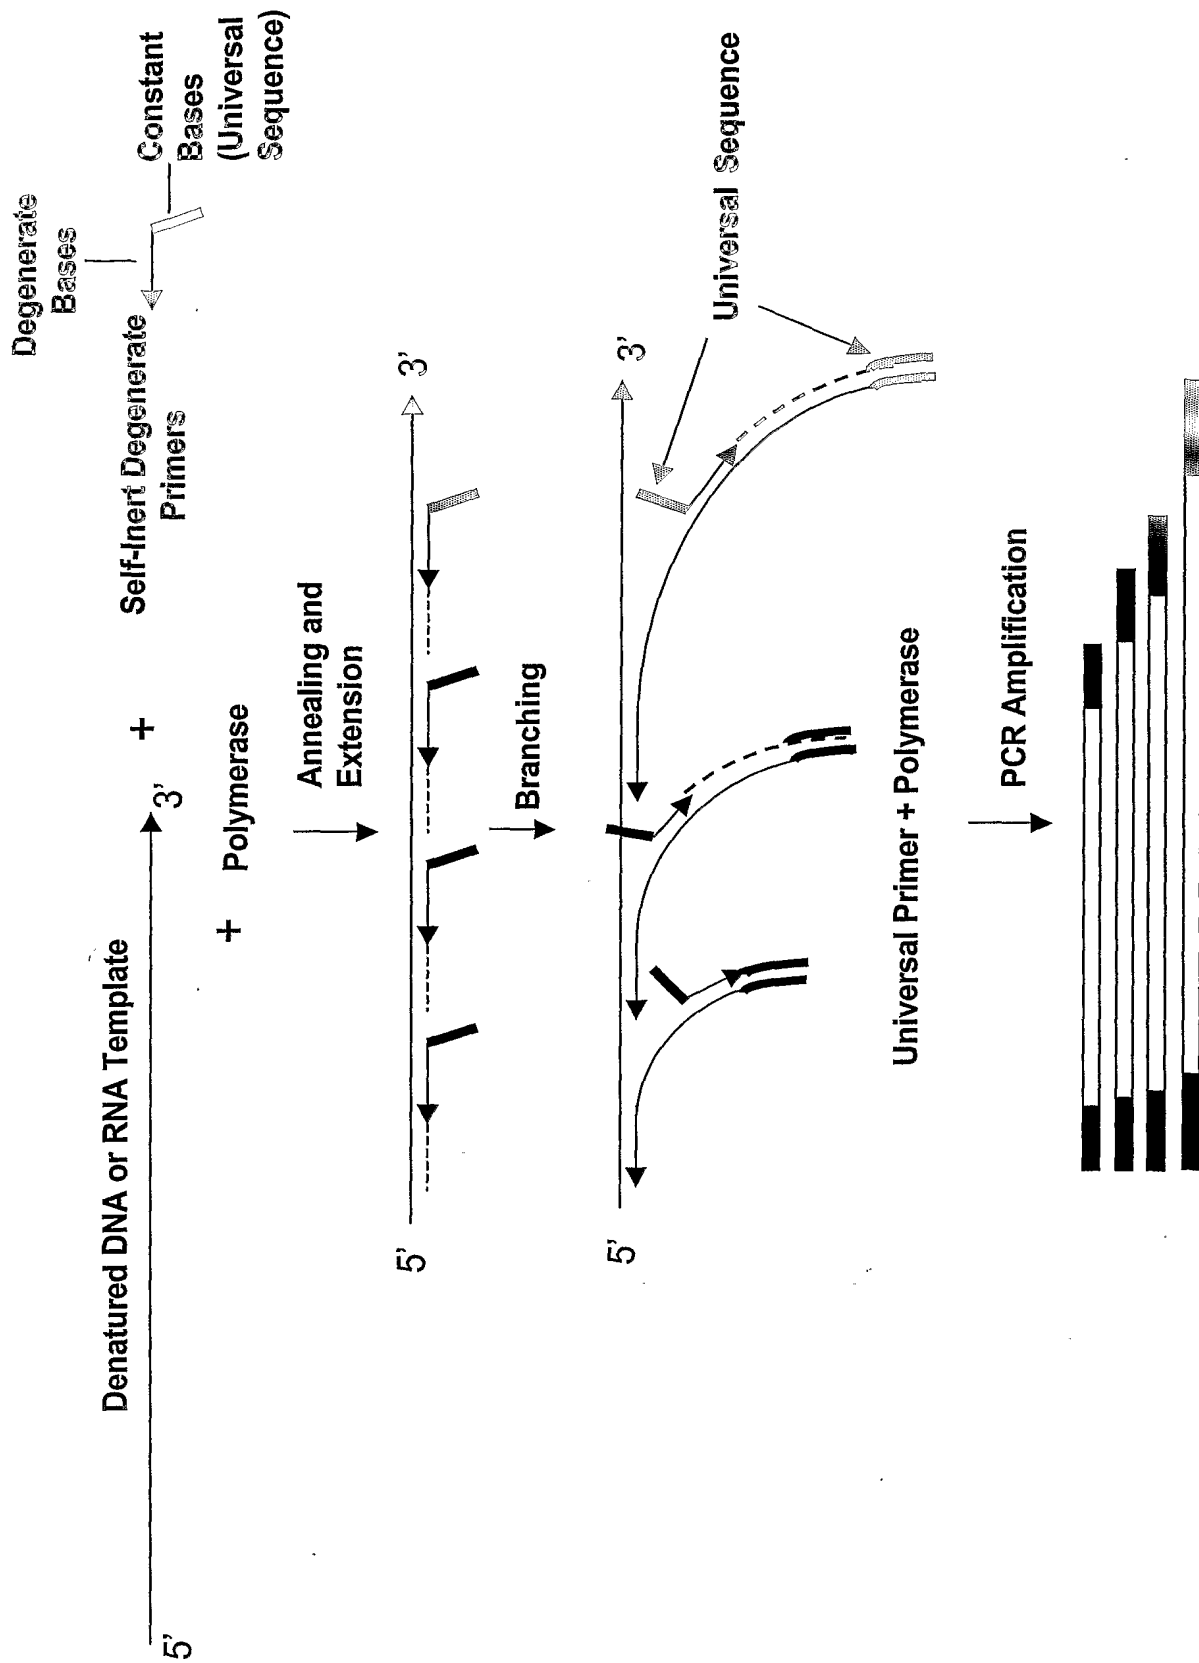 Degenerate
Bases
Constant
Bases
(Universal
Sequence)
Denatured DNA or RNA Template
5'
3'
+
Self-Inert Degenerate
Primers
+
Polymerase
Annealing and
Extension
5'
3'
Branching
5'
3'
Universal Sequence
Universal Primer + Polymerase
PCR Amplification